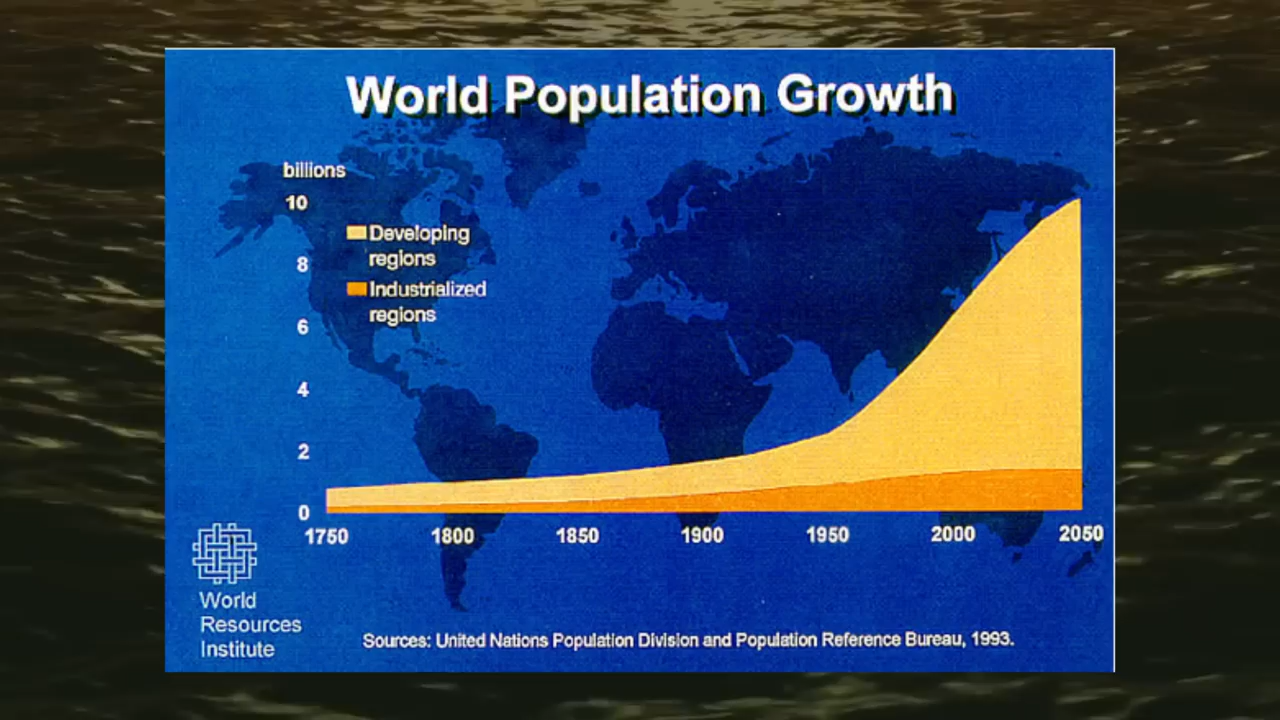 World Population Growth
billions
10
8
6
4
2
0
Developing
regions
Industrialized
regions
1750 1800 1850 1900 1950 2000 2050
World
Resources
Institute
Sources: United Nations Population Division and Population Reference Bureau, 1993.